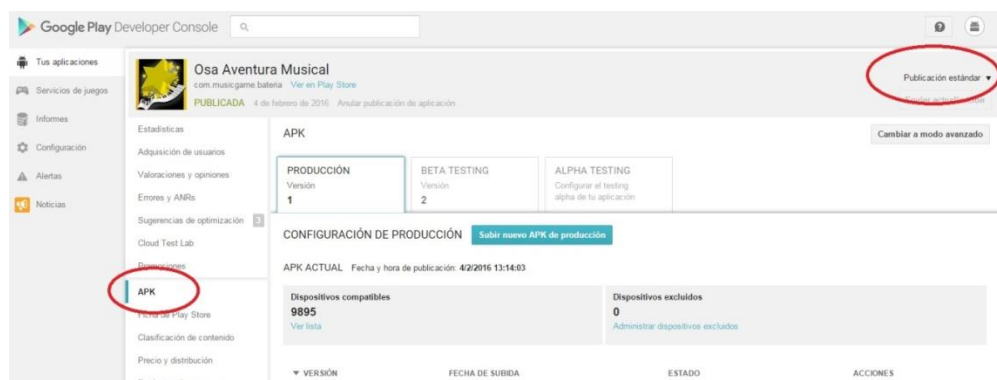 Google Play Developer Console
Tus aplicaciones
Servicios de juegos
Informes
Configuración
Alertas
Noticias
Osa Aventura Musical
com.musicgame.bateria Ver en Play Store
PUBLICADA 4 de febrero de 2016 Anular publicación de aplicación
Publicación estándar ▼
Enviar actualización
Estadísticas
Adquisición de usuarios
Valoraciones y opiniones
Errores y ANRs
Sugerencias de optimización 3
Cloud Test Lab
Promociones
APK
Ficha de Play Store
Clasificación de contenido
Precio y distribución
APK
Cambiar a modo avanzado
PRODUCCIÓN
Versión
1
BETA TESTING
Versión
2
ALPHA TESTING
Configurar el testing
alpha de tu aplicación
CONFIGURACIÓN DE PRODUCCIÓN Subir nuevo APK de producción
APK ACTUAL Fecha y hora de publicación: 4/2/2016 13:14:03
Dispositivos compatibles
9895
Ver lista
Dispositivos excluidos
0
Administrar dispositivos excluidos
▼ VERSIÓN FECHA DE SUBIDA ESTADO ACCIONES